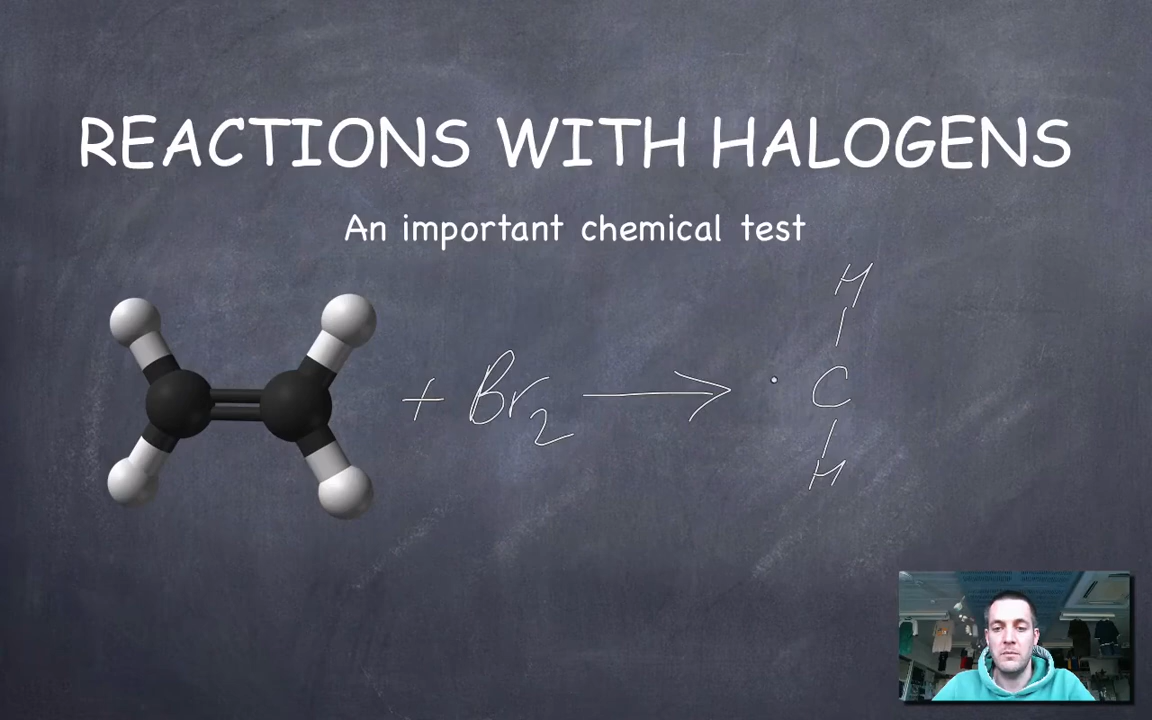 REACTIONS WITH HALOGENS
An important chemical test
H
+ Br2 → C
H